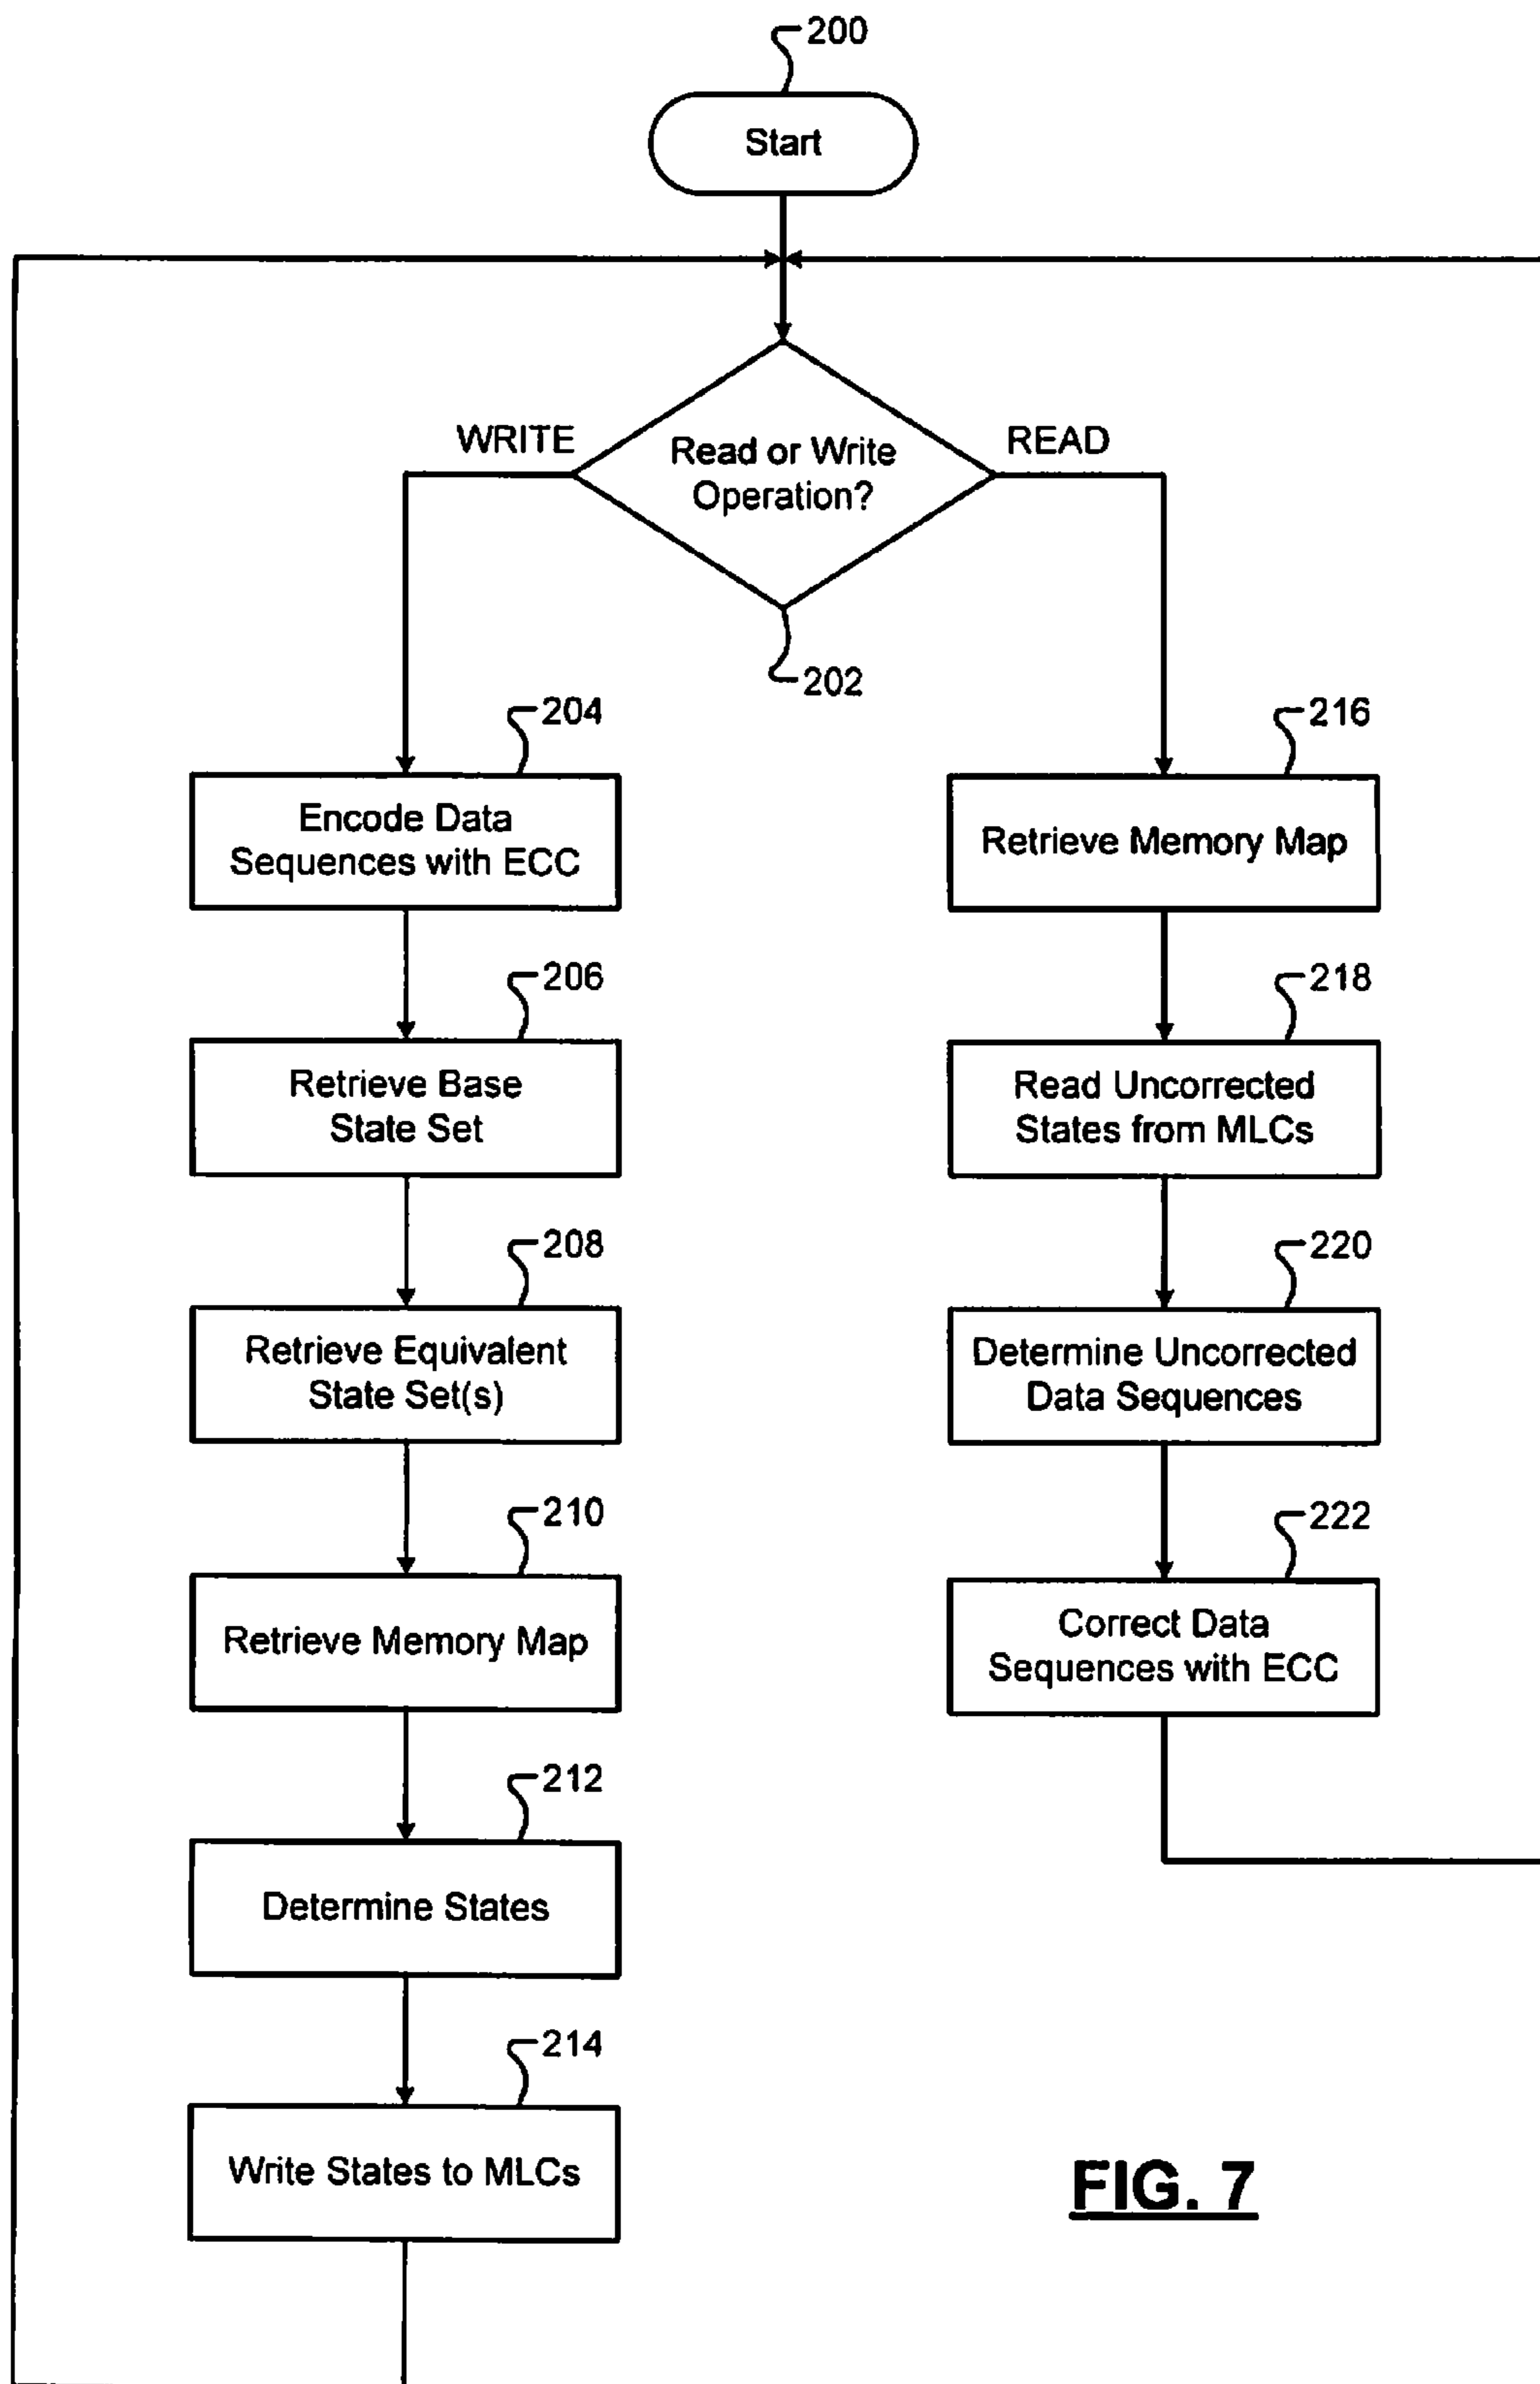 200
Start
WRITE
Read or Write
Operation?
READ
202
204
Encode Data
Sequences with ECC
206
Retrieve Base
State Set
208
Retrieve Equivalent
State Set(s)
210
Retrieve Memory Map
212
Determine States
214
Write States to MLCs
216
Retrieve Memory Map
218
Read Uncorrected
States from MLCs
220
Determine Uncorrected
Data Sequences
222
Correct Data
Sequences with ECC
FIG. 7